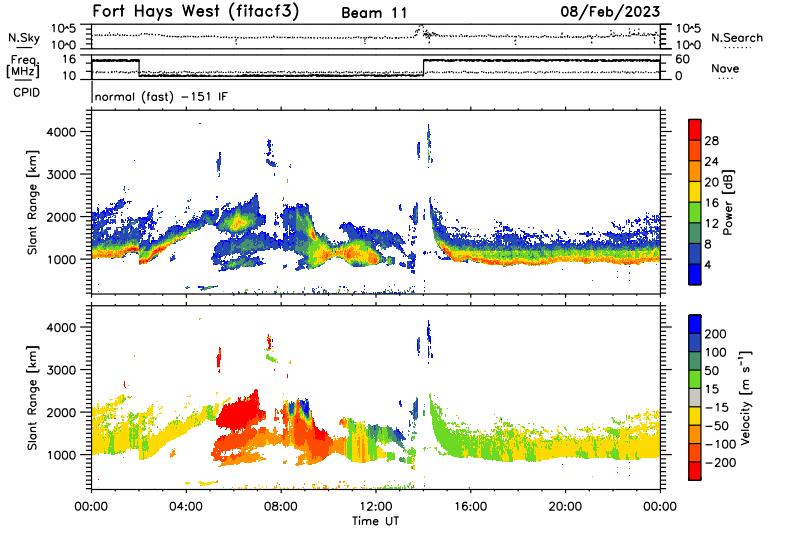 Fort Hays West (fitacf3) Beam 11 08/Feb/2023
N.Sky 10^5 10^0 10^5 10^0 N.Search
Freq. [MHz] 16 10 60 0 Nave
CPID normal (fast) -151 IF
Slant Range [km] 4000 3000 2000 1000
Power [dB] 28 24 20 16 12 8 4
Slant Range [km] 4000 3000 2000 1000
Velocity [m s⁻¹] 200 100 50 15 -15 -50 -100 -200
00:00 04:00 08:00 12:00 16:00 20:00 00:00
Time UT